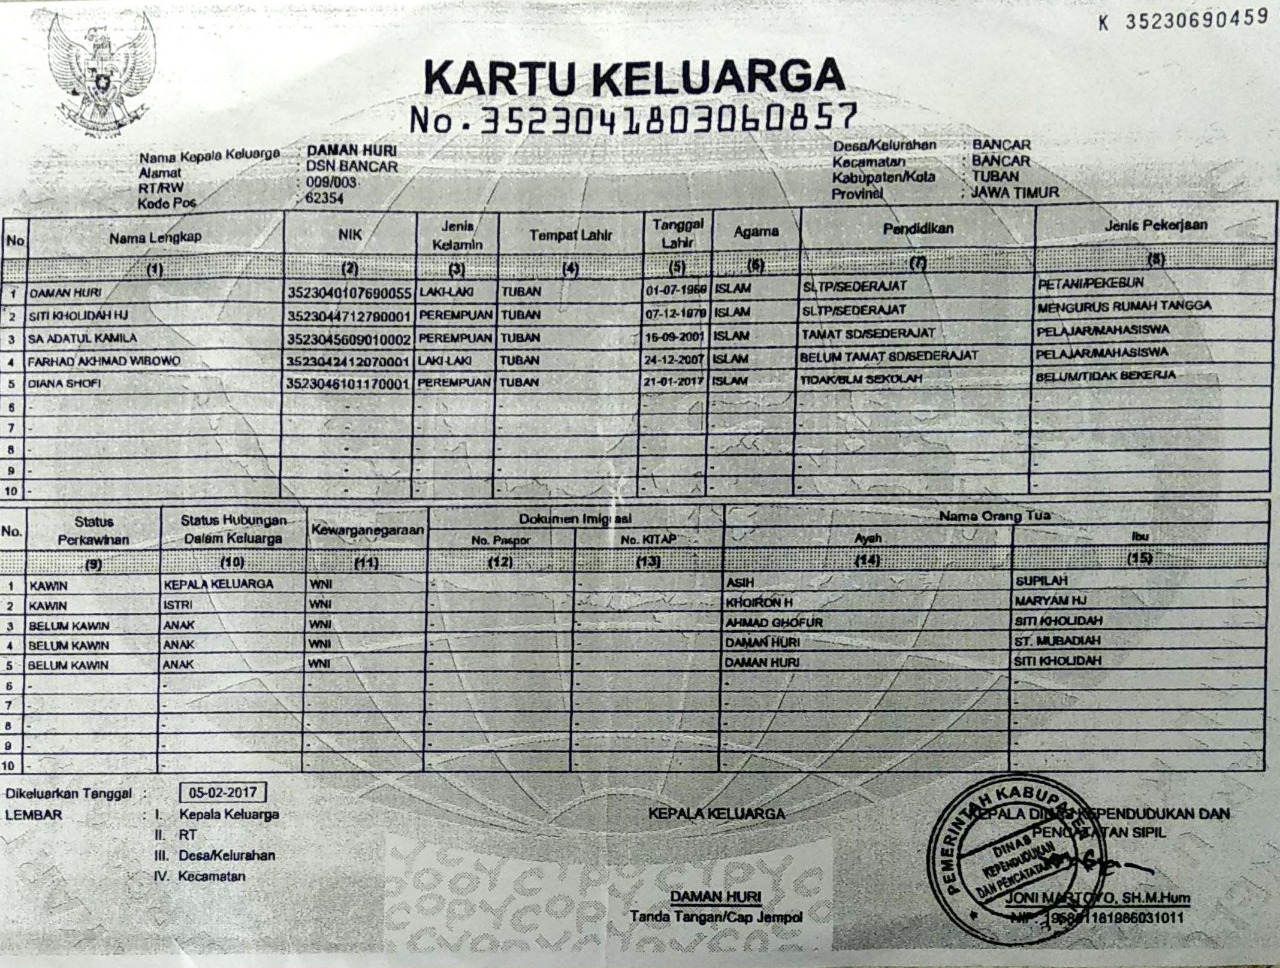 K 35230690459
KARTU KELUARGA
No.3523041803060857
Nama Kepala Keluarga : DAMAN HURI
Alamat : DSN BANCAR
RT/RW : 009/003
Kode Pos : 62354
Desa/Kelurahan : BANCAR
Kecamatan : BANCAR
Kabupaten/Kota : TUBAN
Provinsi : JAWA TIMUR
No Nama Lengkap NIK Jenis Kelamin Tempat Lahir Tanggal Lahir Agama Pendidikan Jenis Pekerjaan
(1) (2) (3) (4) (5) (6) (7) (8)
1 DAMAN HURI 3523040107690055 LAKI-LAKI TUBAN 01-07-1969 ISLAM SLTP/SEDERAJAT PETANI/PEKEBUN
2 SITI KHOLIDAH HJ 3523044712790001 PEREMPUAN TUBAN 07-12-1979 ISLAM SLTP/SEDERAJAT MENGURUS RUMAH TANGGA
3 SA ADATUL KAMILA 3523045609010002 PEREMPUAN TUBAN 16-09-2001 ISLAM TAMAT SD/SEDERAJAT PELAJAR/MAHASISWA
4 FARHAD AKHMAD WIBOWO 3523042412070001 LAKI-LAKI TUBAN 24-12-2007 ISLAM BELUM TAMAT SD/SEDERAJAT PELAJAR/MAHASISWA
5 DIANA SHOFI 3523046101170001 PEREMPUAN TUBAN 21-01-2017 ISLAM TIDAK/BLM SEKOLAH BELUM/TIDAK BEKERJA
6 - - - - - - - -
7 - - - - - - - -
8 - - - - - - - -
9 - - - - - - - -
10 - - - - - - - -
No. Status Perkawinan Status Hubungan Dalam Keluarga Kewarganegaraan Dokumen Imigrasi Nama Orang Tua
No. Paspor No. KITAP Ayah Ibu
(9) (10) (11) (12) (13) (14) (15)
1 KAWIN KEPALA KELUARGA WNI - - ASIH SUPILAH
2 KAWIN ISTRI WNI - - KHOIRON H MARYAM HJ
3 BELUM KAWIN ANAK WNI - - AHMAD GHOFUR SITI KHOLIDAH
4 BELUM KAWIN ANAK WNI - - DAMAN HURI ST. MUBADIAH
5 BELUM KAWIN ANAK WNI - - DAMAN HURI SITI KHOLIDAH
6 - - - - - - -
7 - - - - - - -
8 - - - - - - -
9 - - - - - - -
10 - - - - - - -
Dikeluarkan Tanggal : 05-02-2017
LEMBAR : I. Kepala Keluarga
II. RT
III. Desa/Kelurahan
IV. Kecamatan
KEPALA KELUARGA
DAMAN HURI
Tanda Tangan/Cap Jempol
KEPALA DINAS KEPENDUDUKAN DAN
PENCATATAN SIPIL
PEMERINTAH KABUPATEN
DINAS
KEPENDUDUKAN
DAN PENCATATAN
JONI MARTOYO, SH.M.Hum
NIP.
COPY COPY COPY